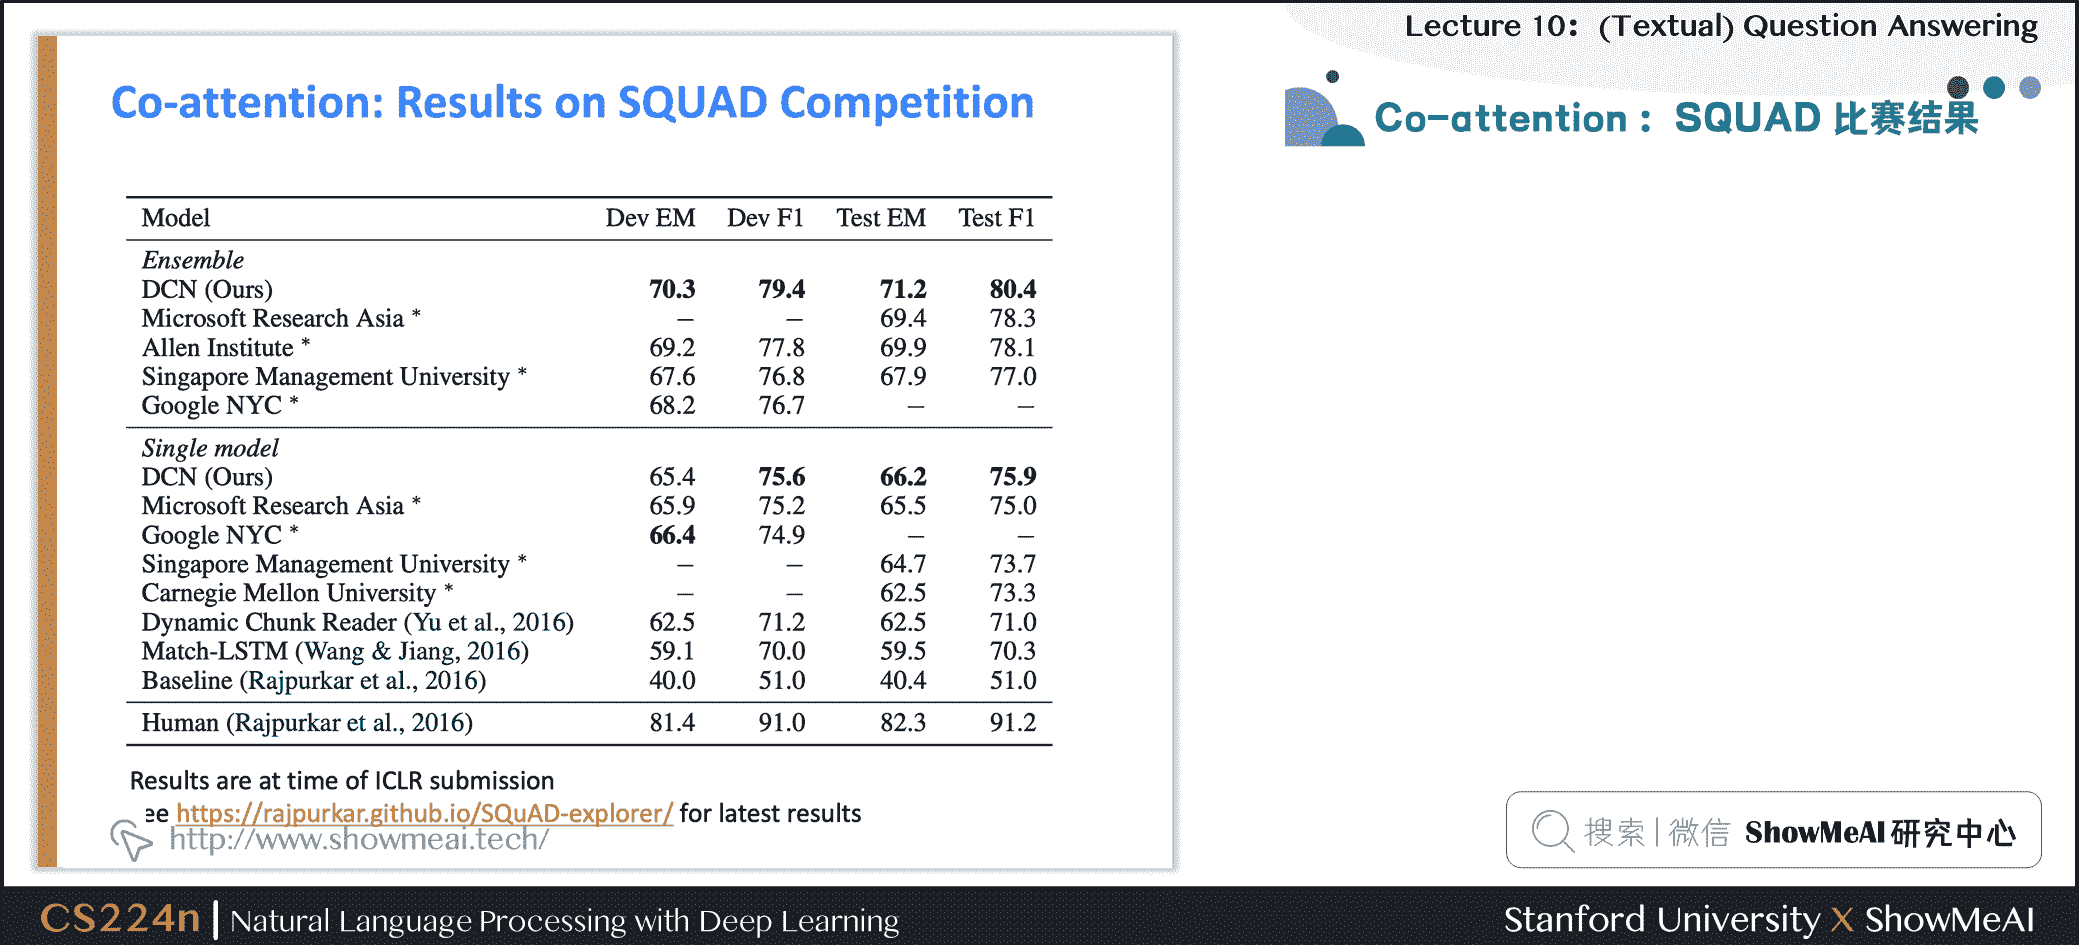 Lecture 10：(Textual) Question Answering
Co-attention: Results on SQUAD Competition
Co-attention：SQUAD 比赛结果
Model Dev EM Dev F1 Test EM Test F1
Ensemble
DCN (Ours) 70.3 79.4 71.2 80.4
Microsoft Research Asia * – – 69.4 78.3
Allen Institute * 69.2 77.8 69.9 78.1
Singapore Management University * 67.6 76.8 67.9 77.0
Google NYC * 68.2 76.7 – –
Single model
DCN (Ours) 65.4 75.6 66.2 75.9
Microsoft Research Asia * 65.9 75.2 65.5 75.0
Google NYC * 66.4 74.9 – –
Singapore Management University * – – 64.7 73.7
Carnegie Mellon University * – – 62.5 73.3
Dynamic Chunk Reader (Yu et al., 2016) 62.5 71.2 62.5 71.0
Match-LSTM (Wang & Jiang, 2016) 59.1 70.0 59.5 70.3
Baseline (Rajpurkar et al., 2016) 40.0 51.0 40.4 51.0
Human (Rajpurkar et al., 2016) 81.4 91.0 82.3 91.2
Results are at time of ICLR submission
ee https://rajpurkar.github.io/SQuAD-explorer/ for latest results
http://www.showmeai.tech/
搜索 | 微信 ShowMeAI 研究中心
CS224n | Natural Language Processing with Deep Learning
Stanford University X ShowMeAI